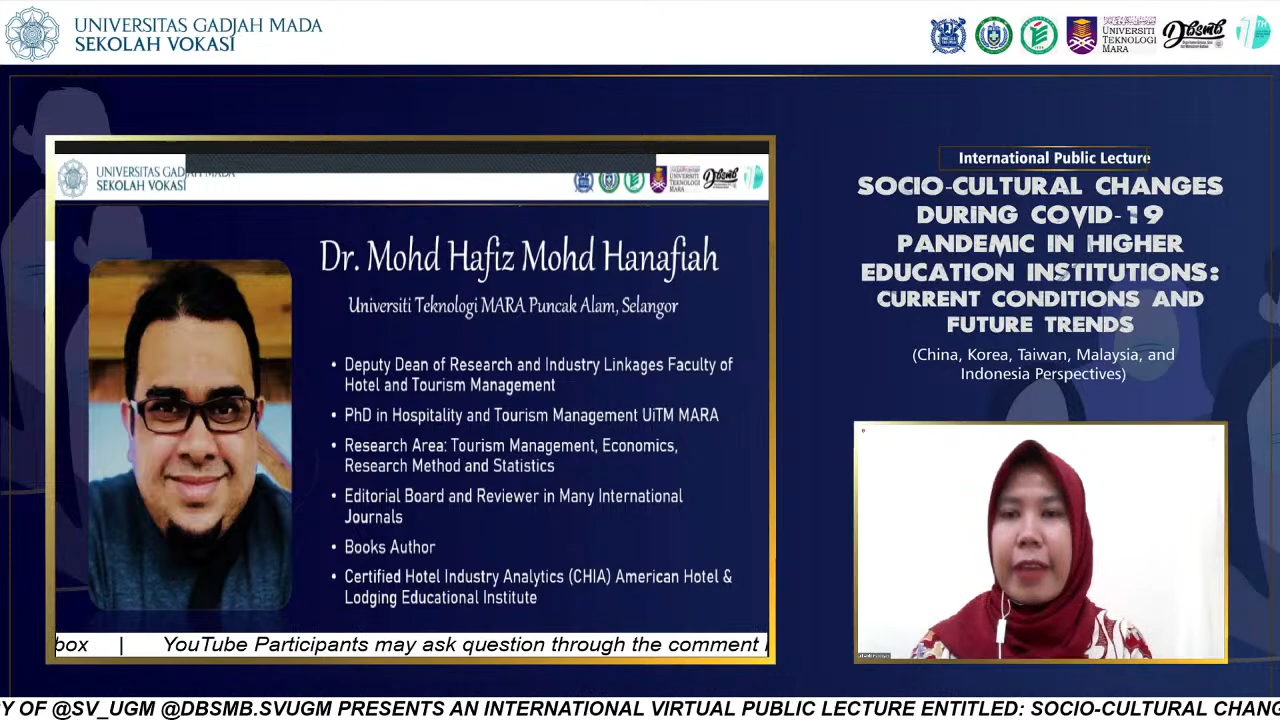 UNIVERSITAS GADJAH MADA
SEKOLAH VOKASI
UNIVERSITI
TEKNOLOGI
MARA
DBSMB
UNIVERSITAS GADJAH MADA
SEKOLAH VOKASI
UNIVERSITI
TEKNOLOGI
MARA
DBSMB
Dr. Mohd Hafiz Mohd Hanafiah
Universiti Teknologi MARA Puncak Alam, Selangor
• Deputy Dean of Research and Industry Linkages Faculty of
Hotel and Tourism Management
• PhD in Hospitality and Tourism Management UiTM MARA
• Research Area: Tourism Management, Economics,
Research Method and Statistics
• Editorial Board and Reviewer in Many International
Journals
• Books Author
• Certified Hotel Industry Analytics (CHIA) American Hotel &
Lodging Educational Institute
box | YouTube Participants may ask question through the comment
International Public Lecture
SOCIO-CULTURAL CHANGES
DURING COVID-19
PANDEMIC IN HIGHER
EDUCATION INSTITUTIONS:
CURRENT CONDITIONS AND
FUTURE TRENDS
(China, Korea, Taiwan, Malaysia, and
Indonesia Perspectives)
Y OF @SV_UGM @DBSMB.SVUGM PRESENTS AN INTERNATIONAL VIRTUAL PUBLIC LECTURE ENTITLED: SOCIO-CULTURAL CHANG